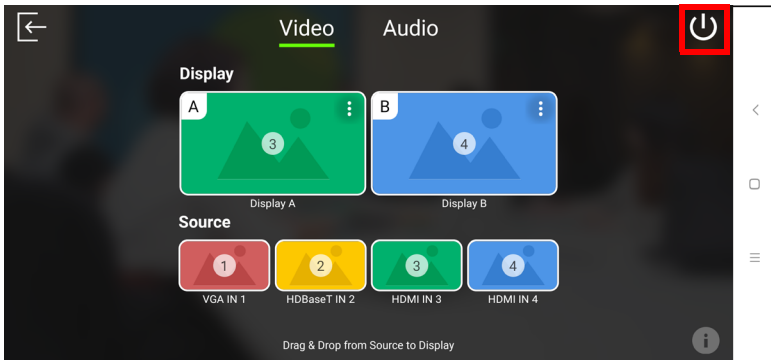 Video Audio
Display
A B
3 4
Display A Display B
Source
1 2 3 4
VGA IN 1 HDBaseT IN 2 HDMI IN 3 HDMI IN 4
Drag & Drop from Source to Display
i